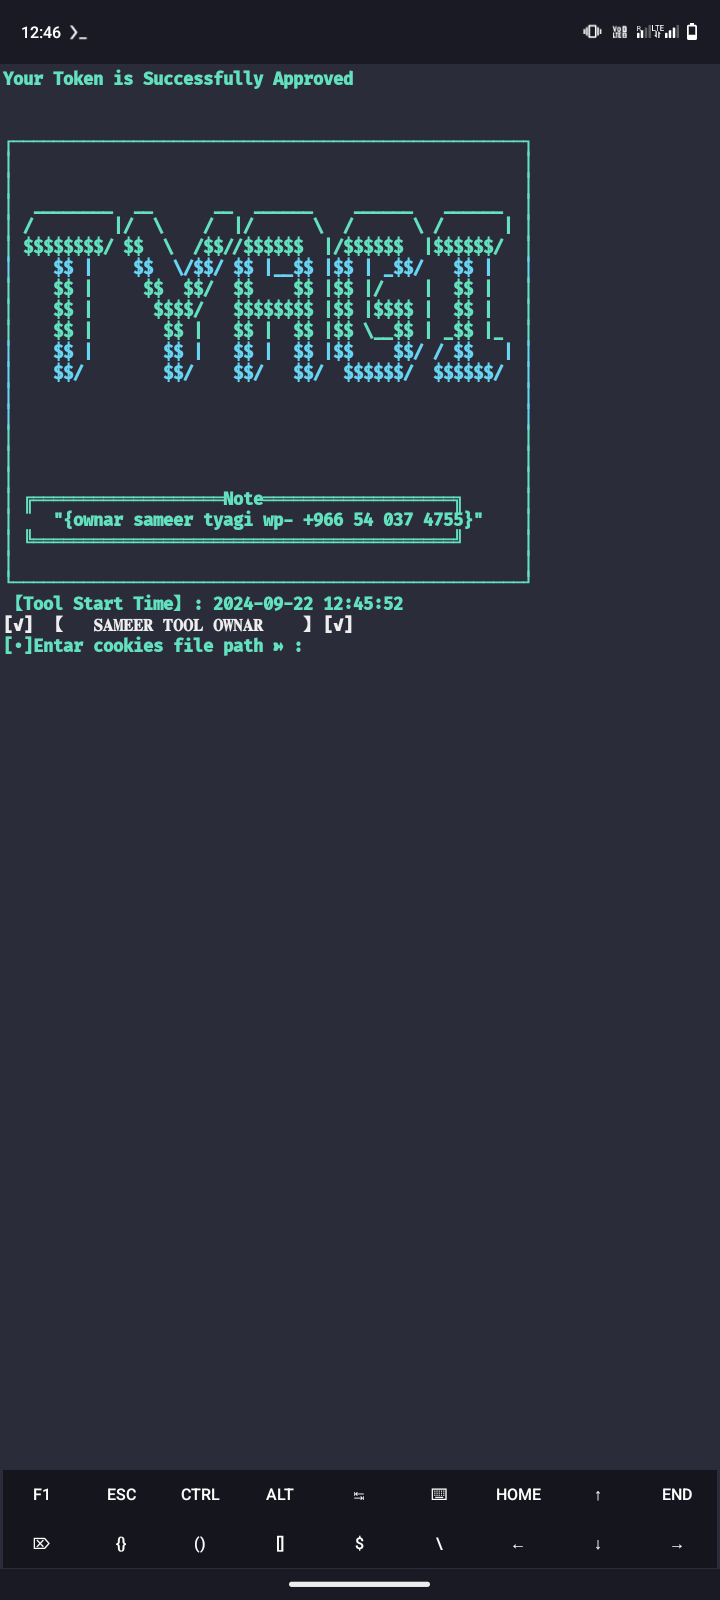 12:46
Your Token is Successfully Approved
TYAGI
Note
"{ownar sameer tyagi wp- +966 54 037 4755}"
【Tool Start Time】: 2024-09-22 12:45:52
[√] 【 SAMEER TOOL OWNAR 】 [√]
[•]Entar cookies file path » :
F1 ESC CTRL ALT ⇆ ⌨ HOME ↑ END
⌦ {} () [] $ \ ← ↓ →